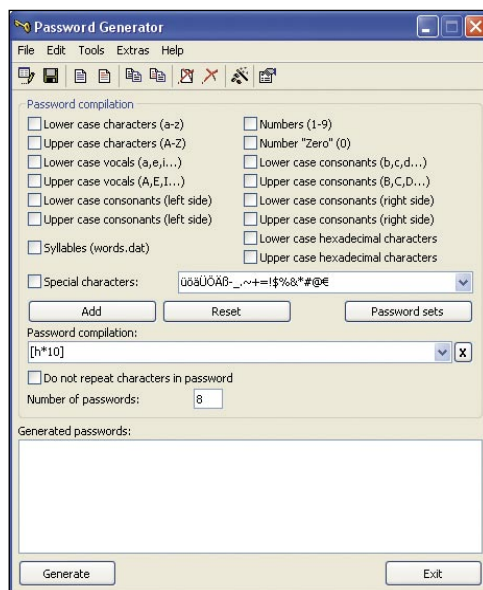 Password Generator
File Edit Tools Extras Help
Password compilation
Lower case characters (a-z) Numbers (1-9)
Upper case characters (A-Z) Number "Zero" (0)
Lower case vocals (a,e,i...) Lower case consonants (b,c,d...)
Upper case vocals (A,E,I...) Upper case consonants (B,C,D...)
Lower case consonants (left side) Lower case consonants (right side)
Upper case consonants (left side) Upper case consonants (right side)
Lower case hexadecimal characters
Syllables (words.dat)
Upper case hexadecimal characters
Special characters: üöäÜÖÄß-_.~+=!$%&*#@€
Add Reset Password sets
Password compilation:
[h*10] x
Do not repeat characters in password
Number of passwords: 8
Generated passwords:
Generate Exit